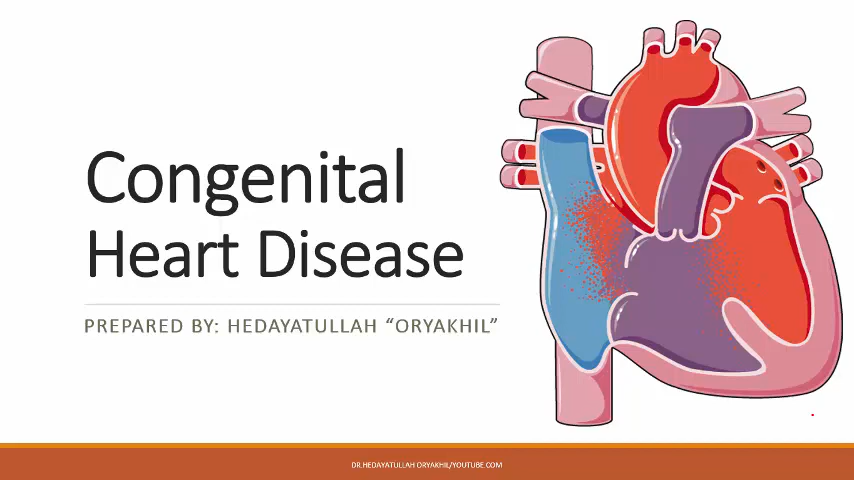 Congenital
Heart Disease
PREPARED BY: HEDAYATULLAH “ORYAKHIL”
DR.HEDAYATULLAH ORYAKHIL/YOUTUBE.COM